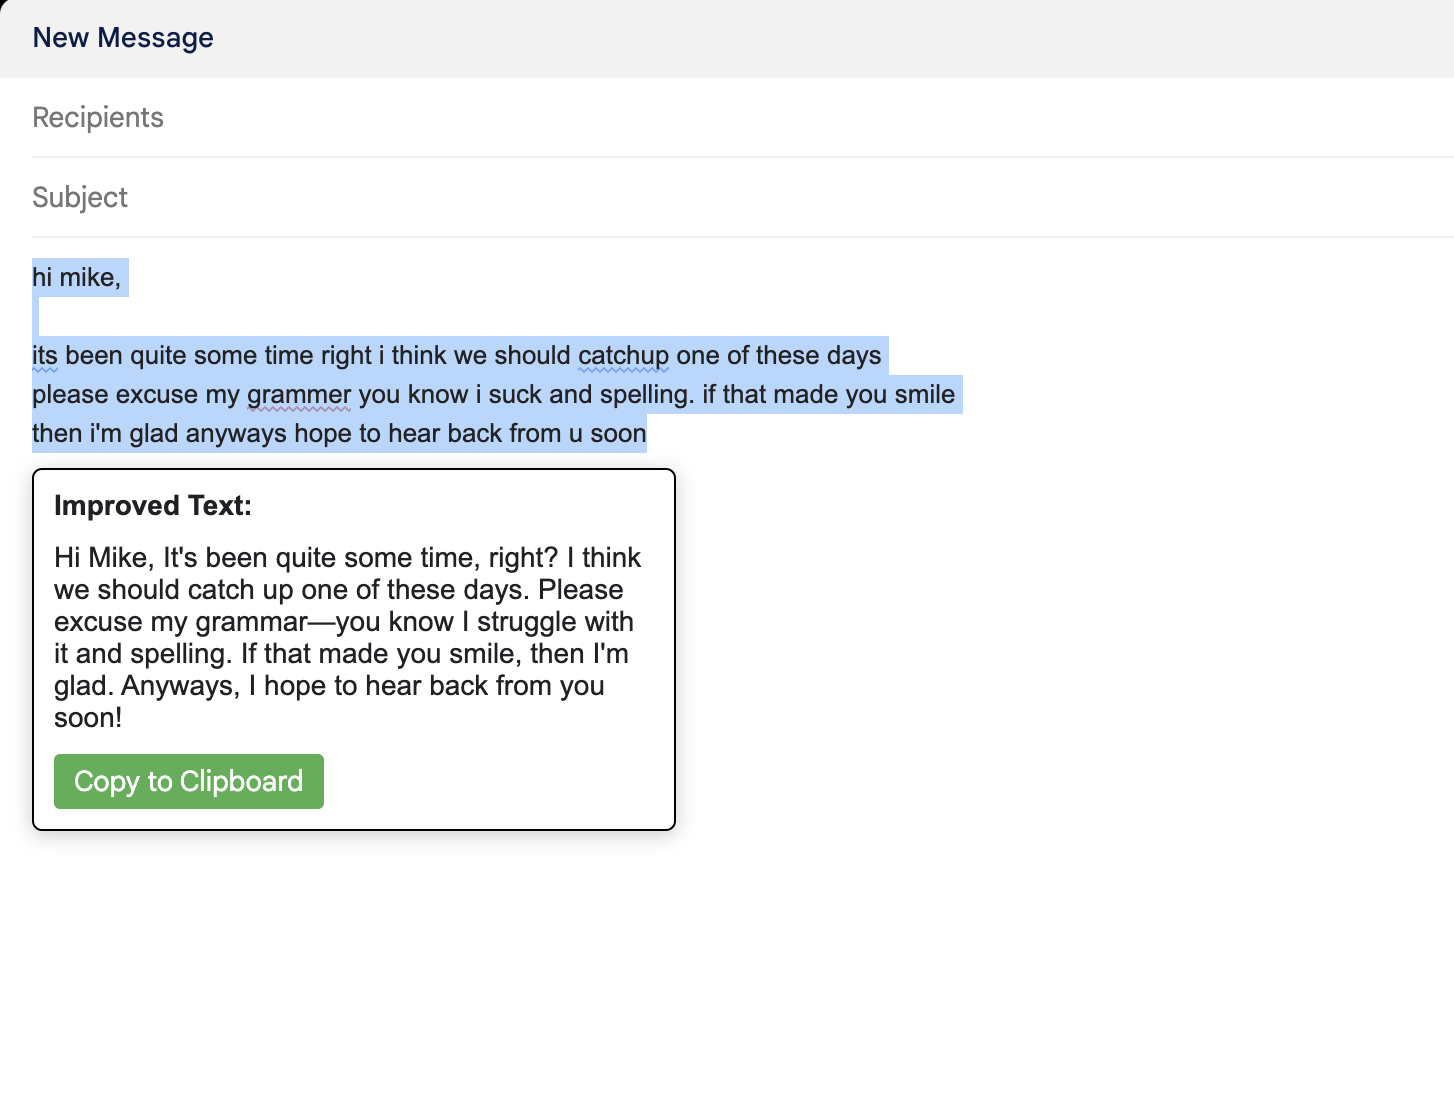 New Message
Recipients
Subject
hi mike,
its been quite some time right i think we should catchup one of these days
please excuse my grammer you know i suck and spelling. if that made you smile
then i'm glad anyways hope to hear back from u soon
Improved Text:
Hi Mike, It's been quite some time, right? I think
we should catch up one of these days. Please
excuse my grammar—you know I struggle with
it and spelling. If that made you smile, then I'm
glad. Anyways, I hope to hear back from you
soon!
Copy to Clipboard